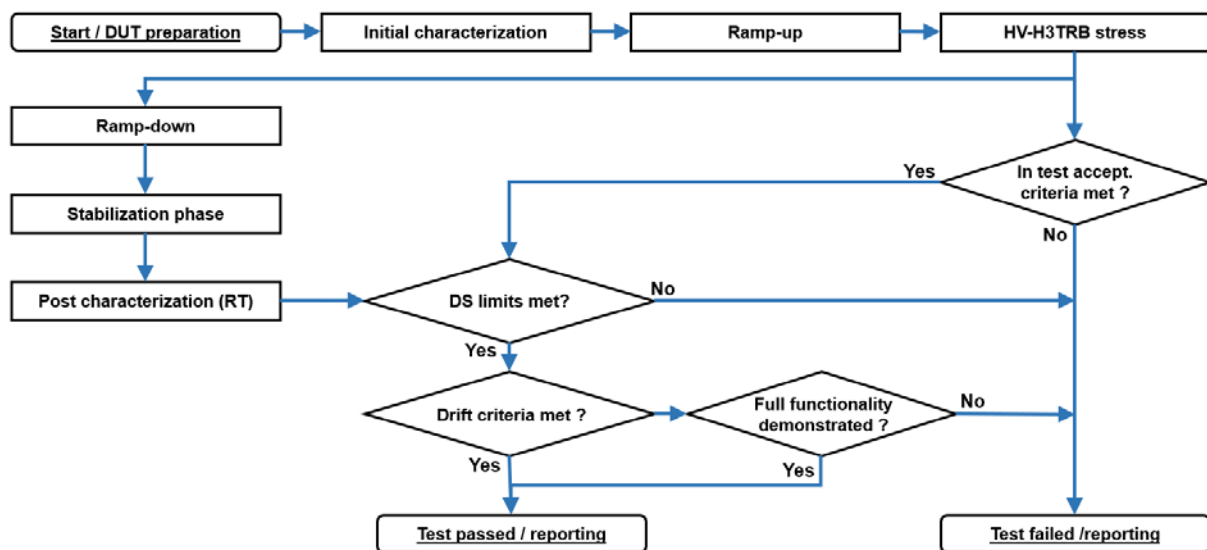 Start / DUT preparation
Initial characterization
Ramp-up
HV-H3TRB stress
Ramp-down
Yes
In test accept.
criteria met ?
Stabilization phase
No
Post characterization (RT)
DS limits met?
No
Yes
Drift criteria met ?
Full functionality
demonstrated ?
No
Yes
Yes
Test passed / reporting
Test failed /reporting